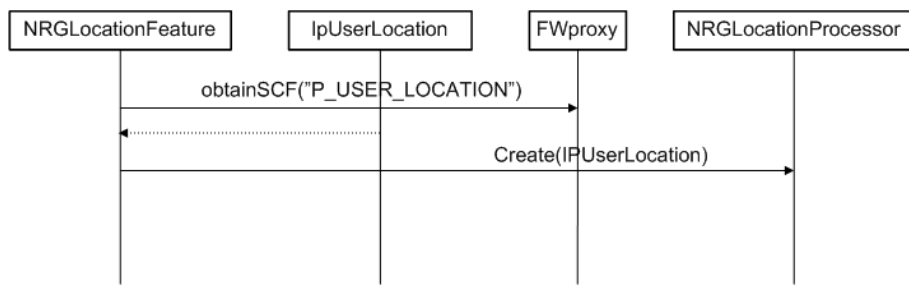 NRGLocationFeature
IpUserLocation
FWproxy
NRGLocationProcessor
obtainSCF("P_USER_LOCATION”)
Create(IPUserLocation)